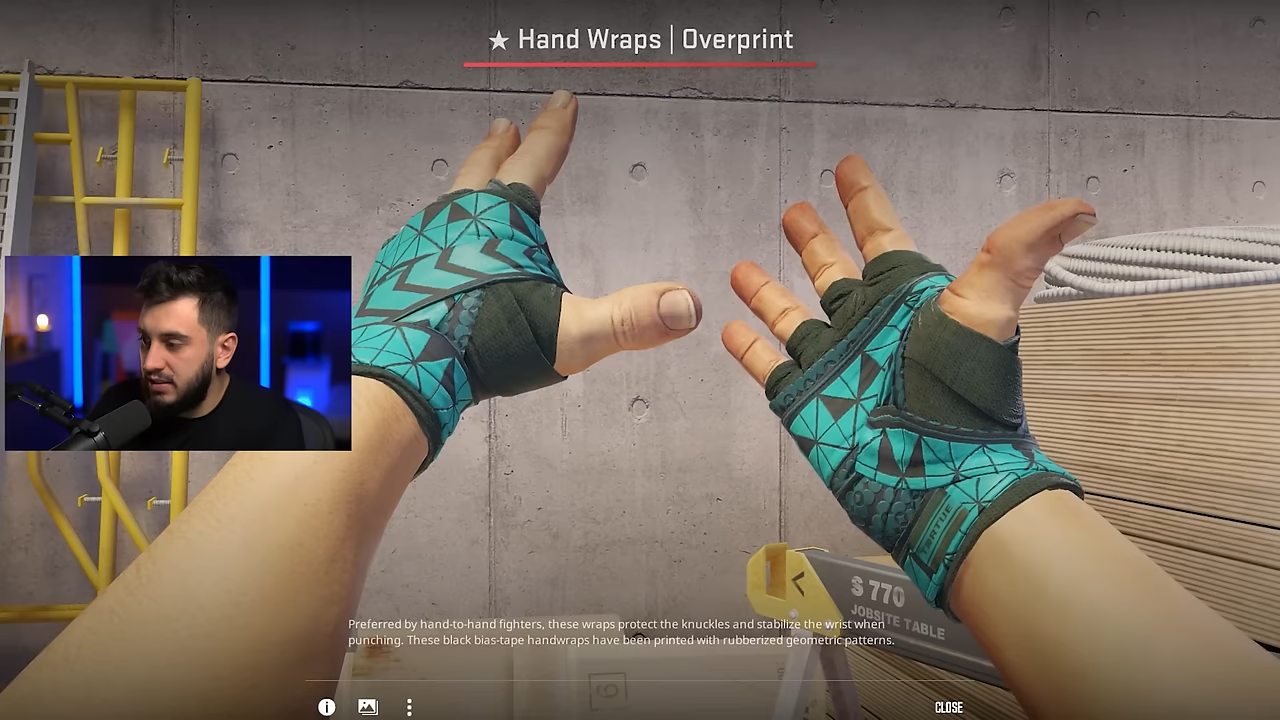 ★ Hand Wraps | Overprint
VIRTUE
S 770
JOBSITE TABLE
Preferred by hand-to-hand fighters, these wraps protect the knuckles and stabilize the wrist when
punching. These black bias-tape handwraps have been printed with rubberized geometric patterns.
CLOSE